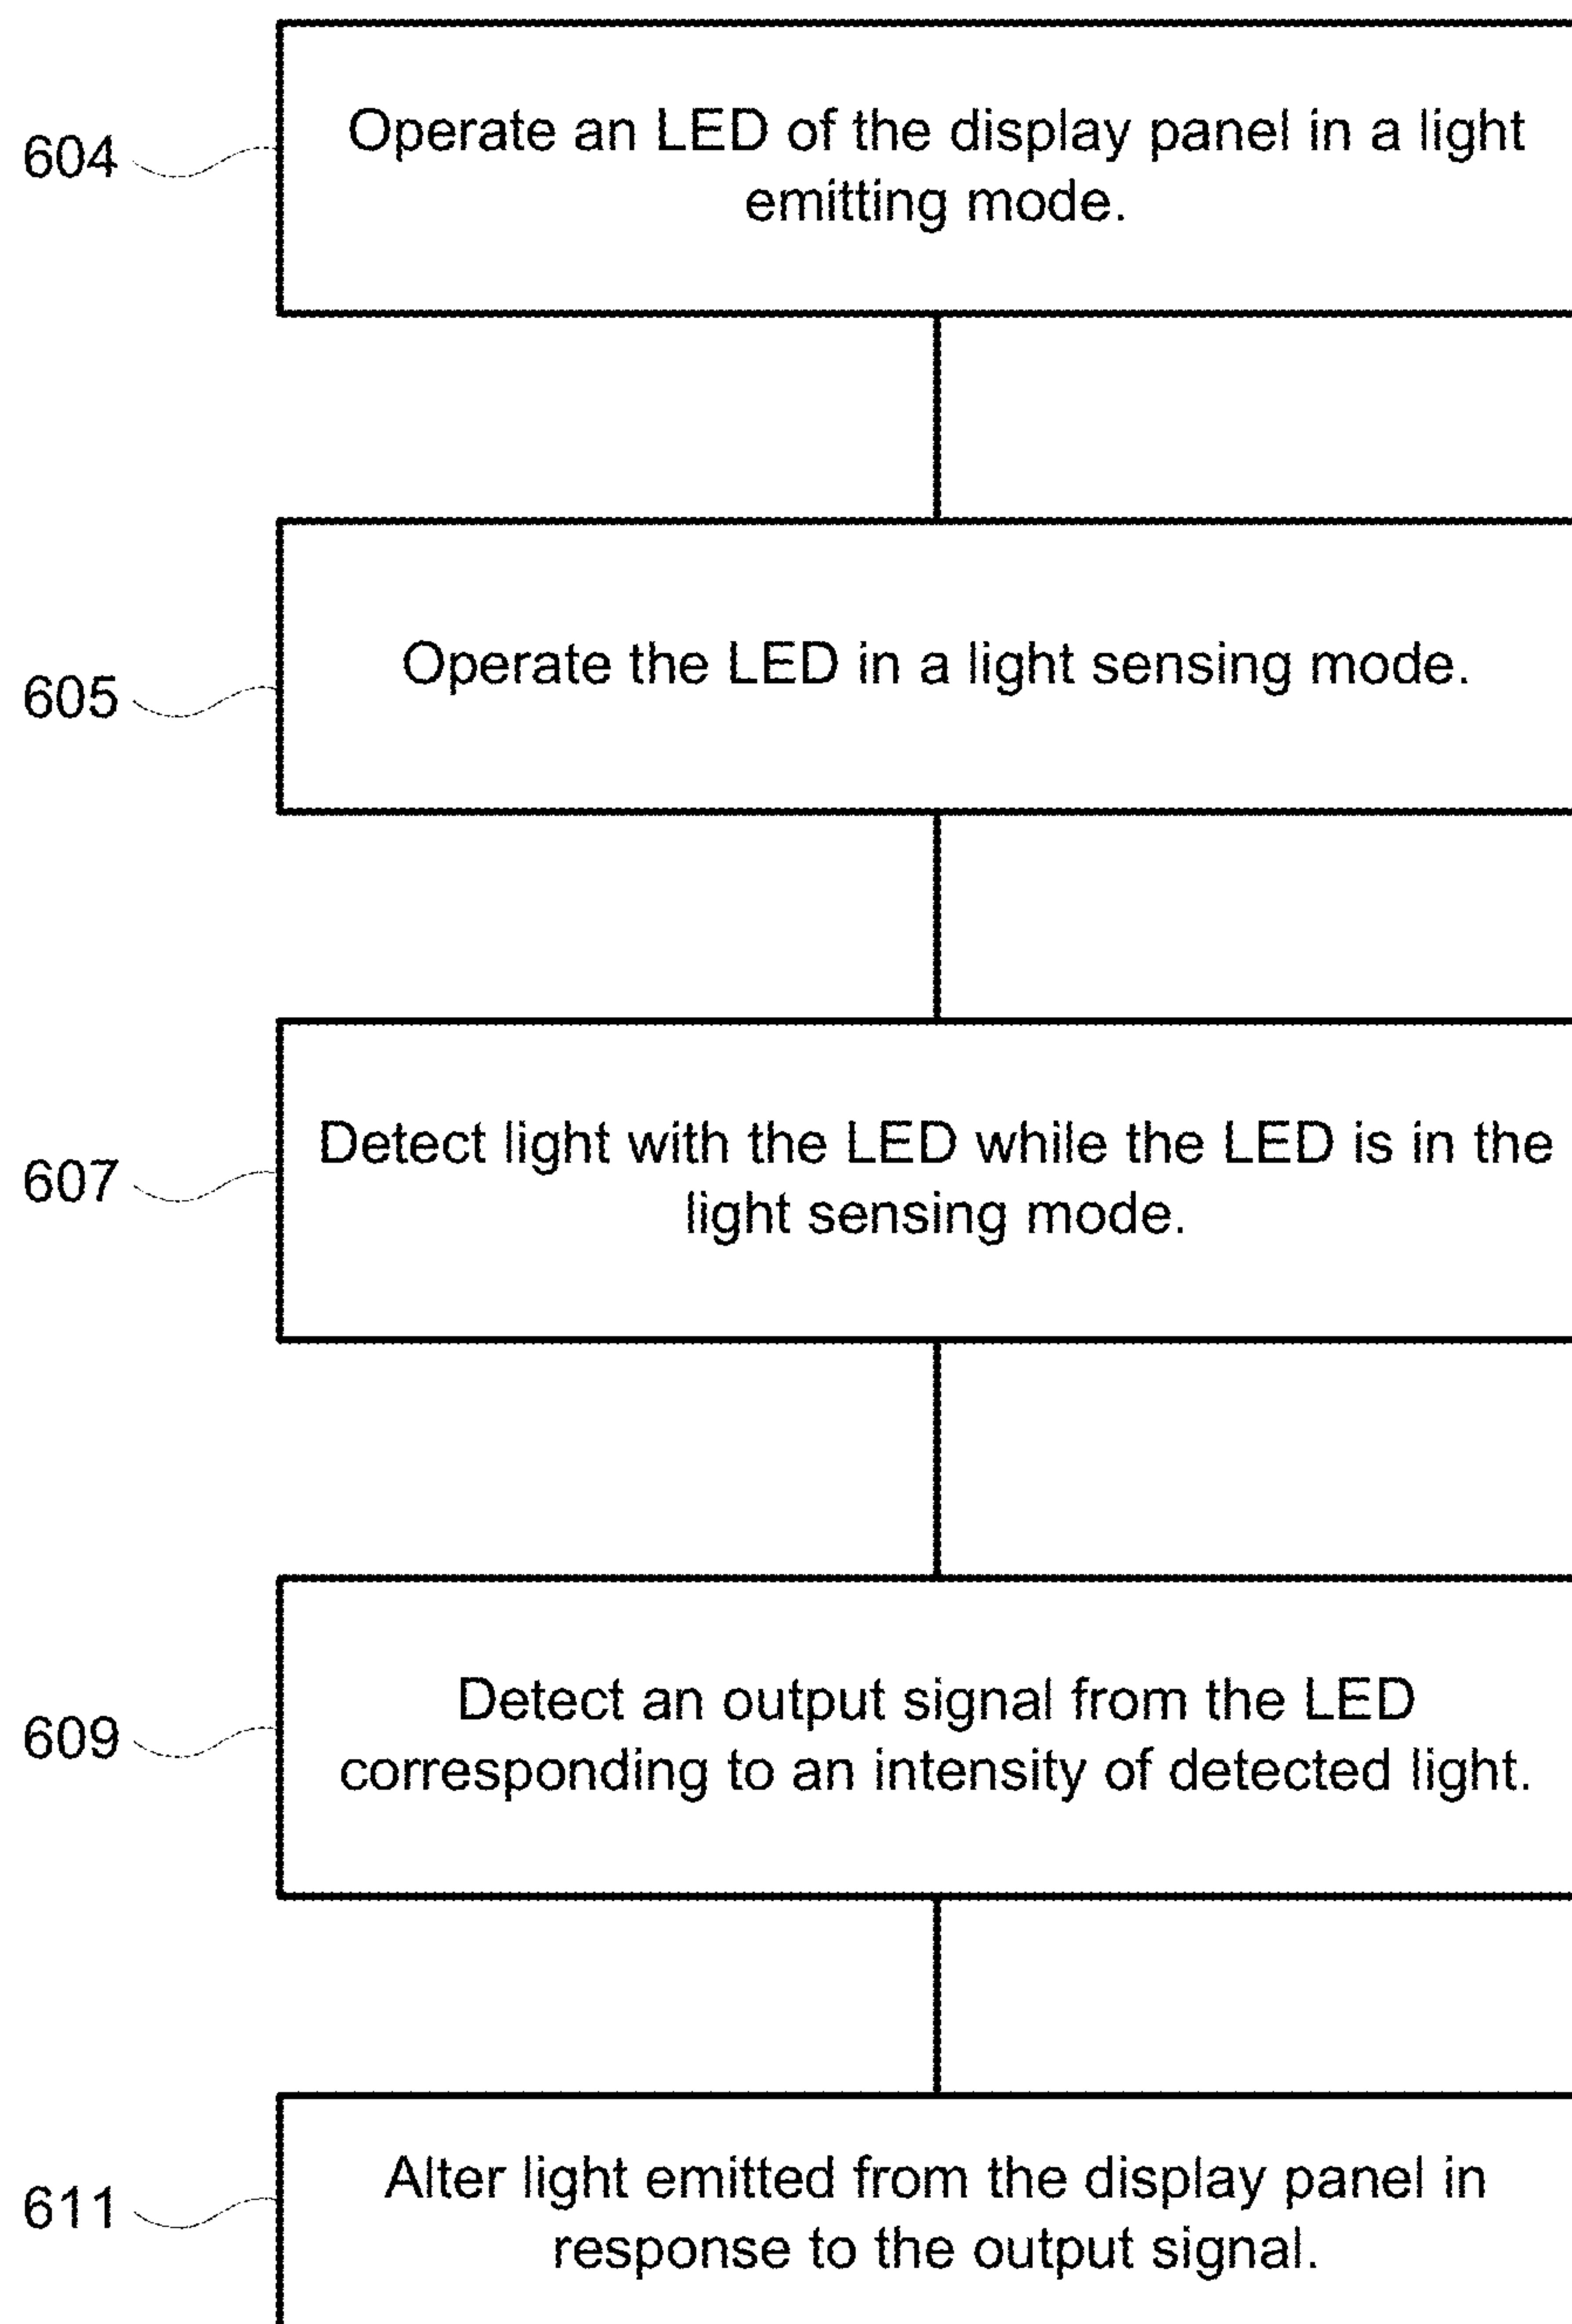 604
Operate an LED of the display panel in a light
emitting mode.
605
Operate the LED in a light sensing mode.
607
Detect light with the LED while the LED is in the
light sensing mode.
609
Detect an output signal from the LED
corresponding to an intensity of detected light.
611
Alter light emitted from the display panel in
response to the output signal.